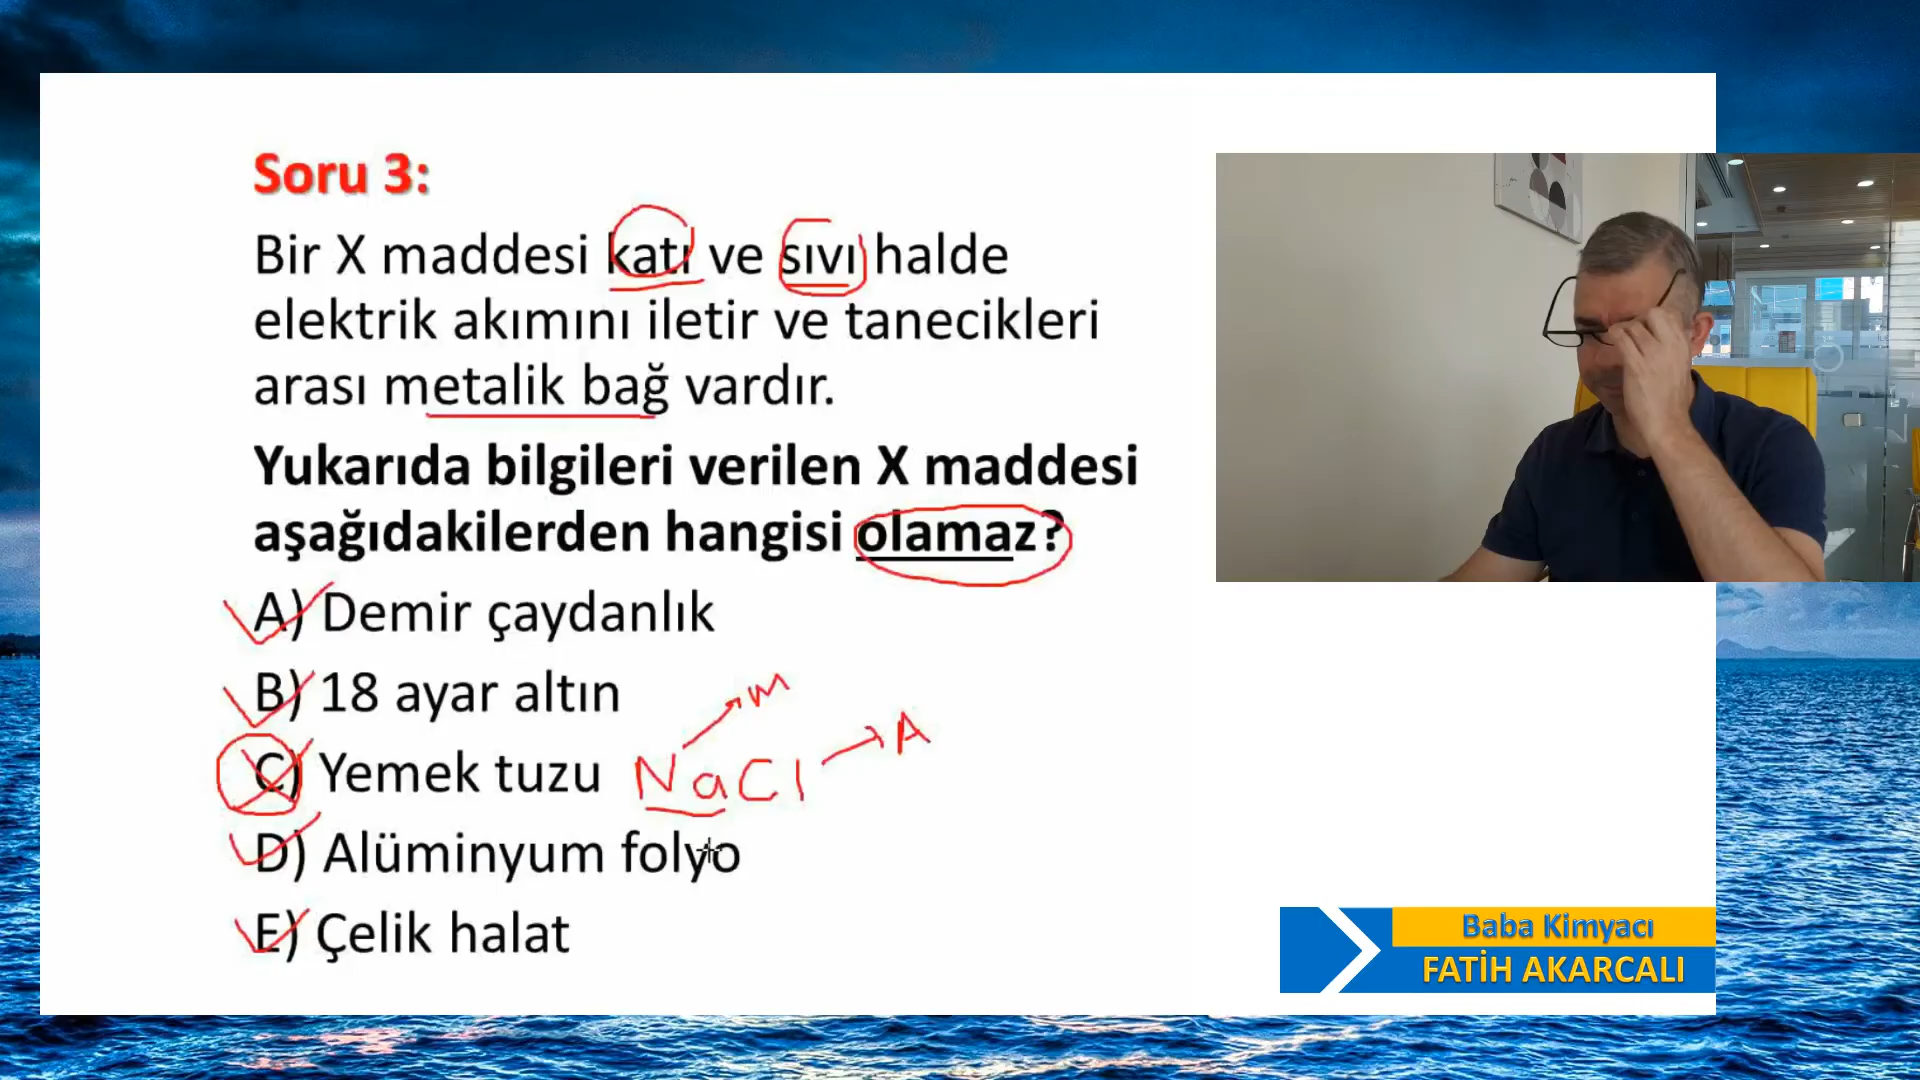 Soru 3:
Bir X maddesi katı ve sıvı halde
elektrik akımını iletir ve tanecikleri
arası metalik bağ vardır.
Yukarıda bilgileri verilen X maddesi
aşağıdakilerden hangisi olamaz?
A) Demir çaydanlık
B) 18 ayar altın
m
C) Yemek tuzu NaCl
A
D) Alüminyum folyo
E) Çelik halat
Baba Kimyacı
FATİH AKARCALI